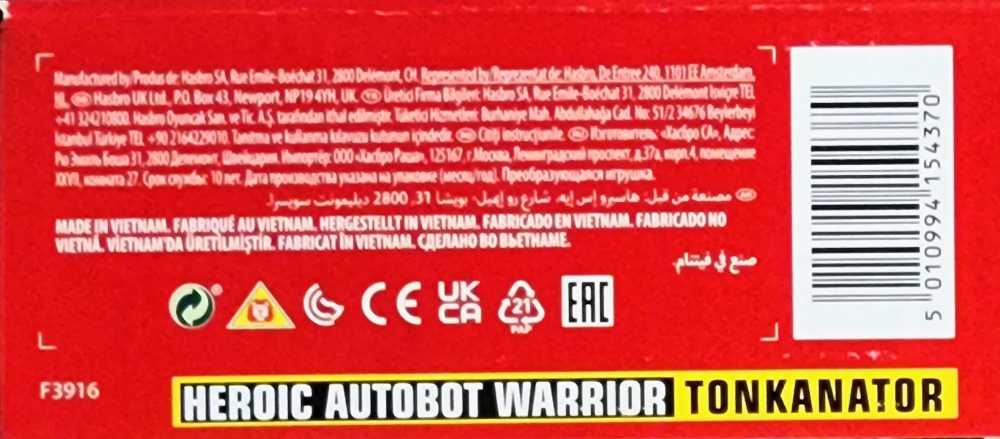 Manufactured by/Produs de: Hasbro SA, Rue Emile-Boéchat 31, 2800 Delémont, CH. Represented by/Reprezentat de: Hasbro, De Entree 240, 1101 EE Amsterdam,
NL. GB Hasbro UK Ltd., P.O. Box 43, Newport, NP19 4YH, UK. TR Üretici Firma Bilgileri: Hasbro SA, Rue Emile-Boéchat 31, 2800 Delemont İsviçre TEL
+41 324210800. Hasbro Oyuncak San. ve Tic. A.Ş. tarafından ithal edilmiştir. Tüketici Hizmetleri: Burhaniye Mah. Abdullahağa Cad. No: 51/2 34676 Beylerbeyi
İstanbul Türkiye TEL +90 2164229010. Tanıtma ve kullanma kılavuzu kutunun içindedir. Citiți instrucțiunile. Изготовитель: «Хасбро СА», Адрес:
Рю Эмиль Боша 31, 2800 Делемонт, Швейцария. Импортёр: ООО «Хасбро Раша», 125167, г.Москва, Ленинградский проспект, д.37а, корп.4, помещение
XXVII, комната 27. Срок службы: 10 лет. Дата производства указана на упаковке (месяц/год). Преобразующаяся игрушка.
مصنعة من قبل: هاسبرو إس إيه، شارع رو إميل- بويشا 31، 2800 ديليمونت سويسرا.
MADE IN VIETNAM. FABRIQUÉ AU VIETNAM. HERGESTELLT IN VIETNAM. FABRICADO EN VIETNAM. FABRICADO NO
VIETNÃ. VİETNAM'DA ÜRETİLMİŞTİR. FABRICAT ÎN VIETNAM. СДЕЛАНО ВО ВЬЕТНАМЕ.
صنع في فيتنام.
CE UK CA 21 PAP EAC
5 010994 154370
F3916
HEROIC AUTOBOT WARRIOR TONKANATOR